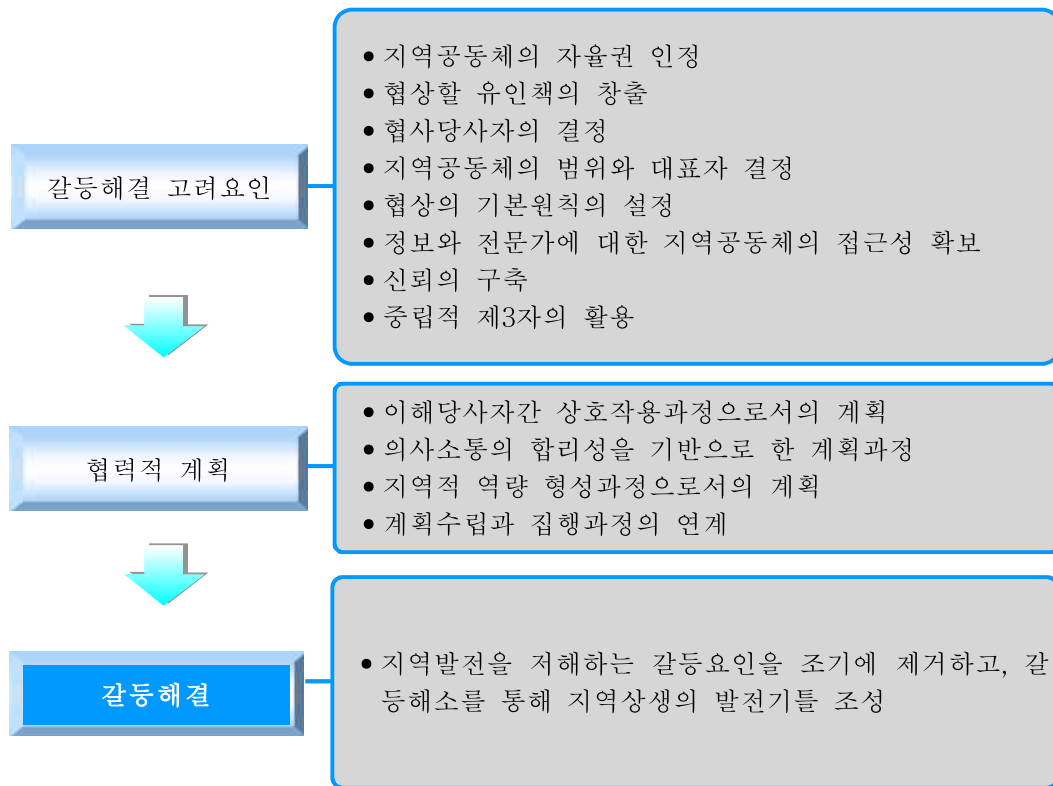 갈등해결 고려요인
• 지역공동체의 자율권 인정
• 협상할 유인책의 창출
• 협사당사자의 결정
• 지역공동체의 범위와 대표자 결정
• 협상의 기본원칙의 설정
• 정보와 전문가에 대한 지역공동체의 접근성 확보
• 신뢰의 구축
• 중립적 제3자의 활용
협력적 계획
• 이해당사자간 상호작용과정으로서의 계획
• 의사소통의 합리성을 기반으로 한 계획과정
• 지역적 역량 형성과정으로서의 계획
• 계획수립과 집행과정의 연계
갈등해결
• 지역발전을 저해하는 갈등요인을 조기에 제거하고, 갈
등해소를 통해 지역상생의 발전기틀 조성